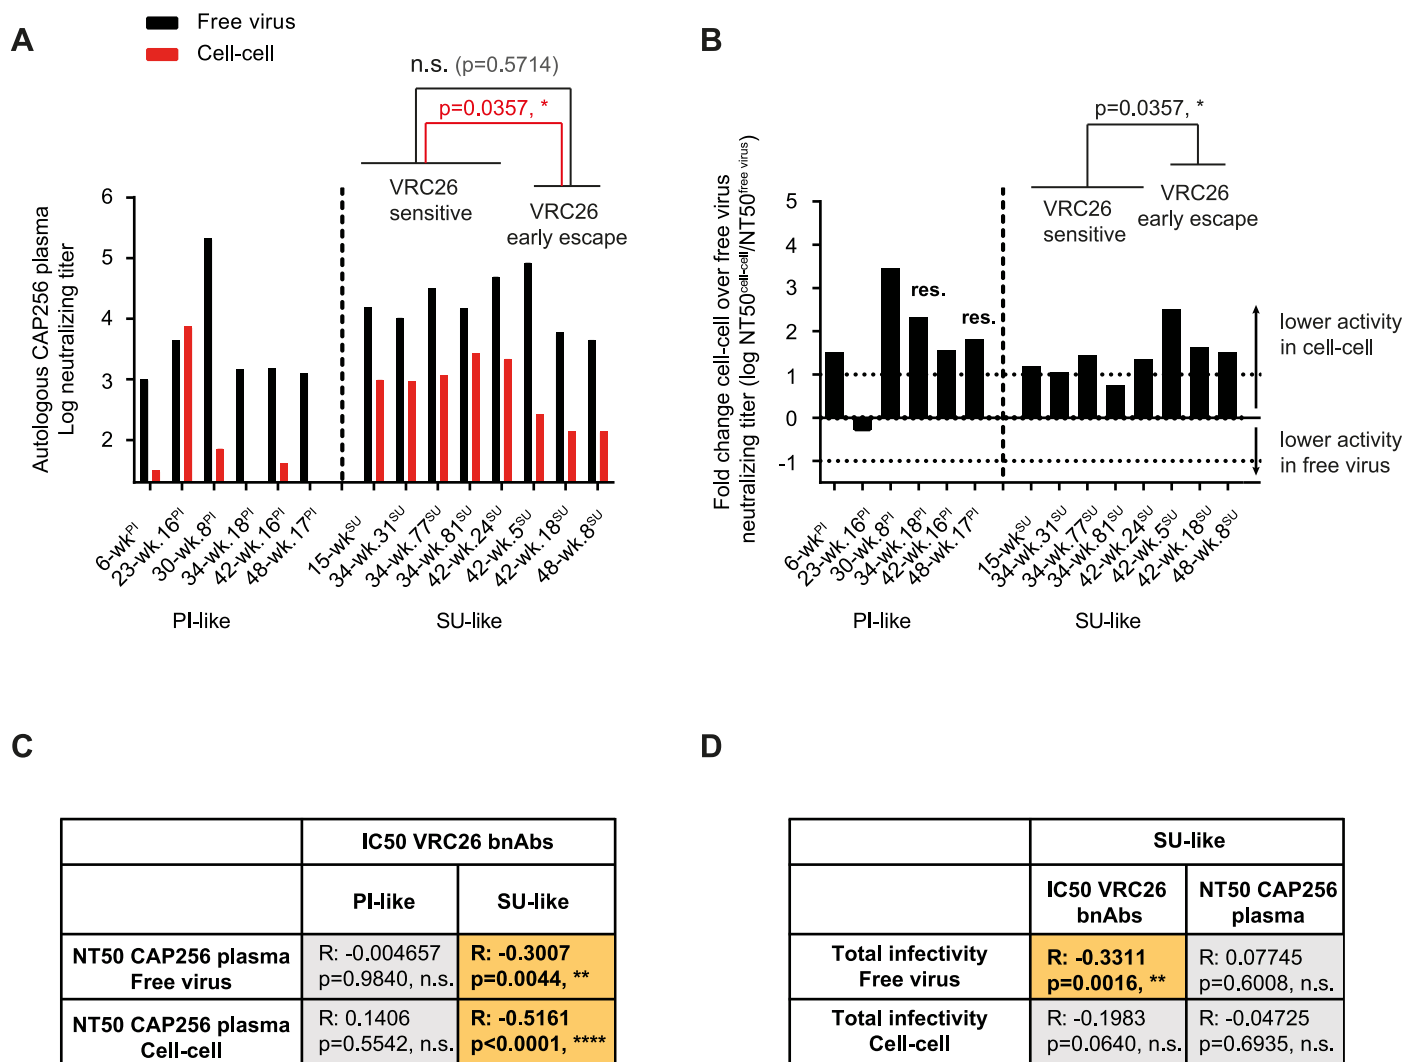 A
Free virus
Cell-cell
n.s. (p=0.5714)
p=0.0357, *
VRC26
sensitive
VRC26
early escape
Autologous CAP256 plasma
Log neutralizing titer
6
5
4
3
2
6-wkPI
23-wk.16PI
30-wk.8PI
34-wk.18PI
42-wk.16PI
48-wk.17PI
15-wkSU
34-wk.31SU
34-wk.77SU
34-wk.81SU
42-wk.24SU
42-wk.5SU
42-wk.18SU
48-wk.8SU
PI-like
SU-like
B
p=0.0357, *
VRC26
sensitive
VRC26
early escape
Fold change cell-cell over free virus
neutralizing titer (log NT50cell-cell/NT50free virus)
5
4
3
2
1
0
-1
res.
res.
lower activity
in cell-cell
lower activity
in free virus
6-wkPI
23-wk.16PI
30-wk.8PI
34-wk.18PI
42-wk.16PI
48-wk.17PI
15-wkSU
34-wk.31SU
34-wk.77SU
34-wk.81SU
42-wk.24SU
42-wk.5SU
42-wk.18SU
48-wk.8SU
PI-like
SU-like
C
IC50 VRC26 bnAbs
PI-like
SU-like
NT50 CAP256 plasma
Free virus
R: -0.004657
p=0.9840, n.s.
R: -0.3007
p=0.0044, **
NT50 CAP256 plasma
Cell-cell
R: 0.1406
p=0.5542, n.s.
R: -0.5161
p<0.0001, ****
D
SU-like
IC50 VRC26
bnAbs
NT50 CAP256
plasma
Total infectivity
Free virus
R: -0.3311
p=0.0016, **
R: 0.07745
p=0.6008, n.s.
Total infectivity
Cell-cell
R: -0.1983
p=0.0640, n.s.
R: -0.04725
p=0.6935, n.s.